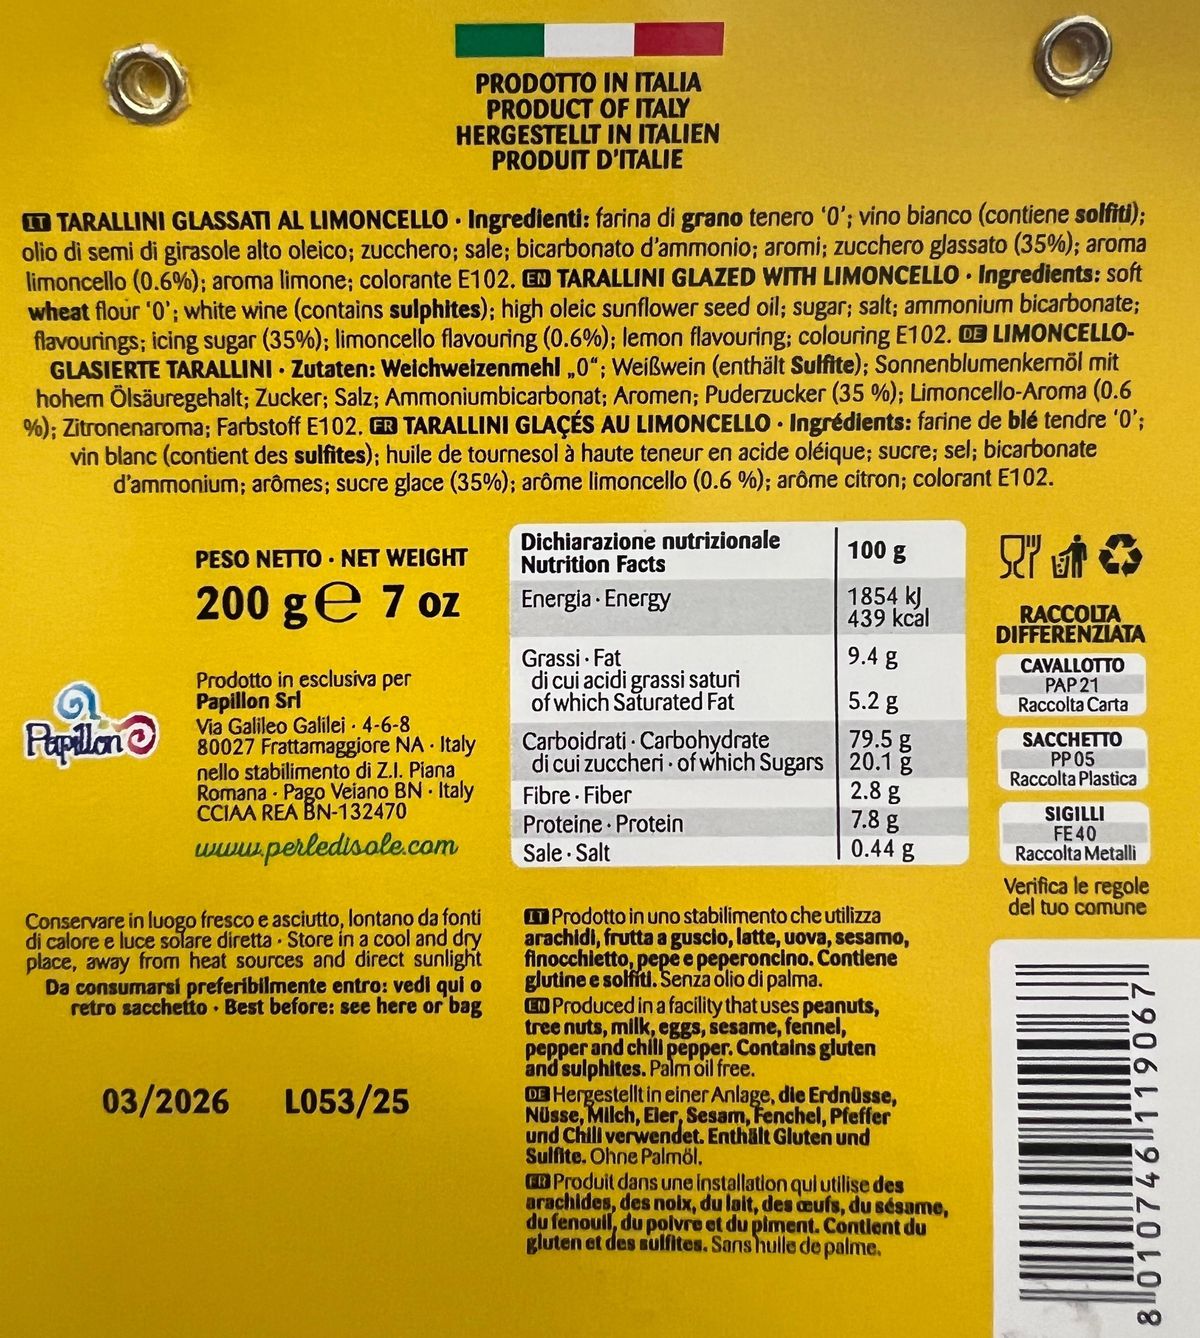 PRODOTTO IN ITALIA
PRODUCT OF ITALY
HERGESTELLT IN ITALIEN
PRODUIT D'ITALIE
IT TARALLINI GLASSATI AL LIMONCELLO · Ingredienti: farina di grano tenero '0'; vino bianco (contiene solfiti);
olio di semi di girasole alto oleico; zucchero; sale; bicarbonato d'ammonio; aromi; zucchero glassato (35%); aroma
limoncello (0.6%); aroma limone; colorante E102. EN TARALLINI GLAZED WITH LIMONCELLO · Ingredients: soft
wheat flour '0'; white wine (contains sulphites); high oleic sunflower seed oil; sugar; salt; ammonium bicarbonate;
flavourings; icing sugar (35%); limoncello flavouring (0.6%); lemon flavouring; colouring E102. DE LIMONCELLO-
GLASIERTE TARALLINI · Zutaten: Weichweizenmehl „0“; Weißwein (enthält Sulfite); Sonnenblumenkernöl mit
hohem Ölsäuregehalt; Zucker; Salz; Ammoniumbicarbonat; Aromen; Puderzucker (35 %); Limoncello-Aroma (0.6
%); Zitronenaroma; Farbstoff E102. FR TARALLINI GLAÇÉS AU LIMONCELLO · Ingrédients: farine de blé tendre '0';
vin blanc (contient des sulfites); huile de tournesol à haute teneur en acide oléique; sucre; sel; bicarbonate
d'ammonium; arômes; sucre glace (35%); arôme limoncello (0.6 %); arôme citron; colorant E102.
PESO NETTO · NET WEIGHT
200 g e 7 oz
Papillon
Prodotto in esclusiva per
Papillon Srl
Via Galileo Galilei · 4-6-8
80027 Frattamaggiore NA · Italy
nello stabilimento di Z.I. Piana
Romana · Pago Veiano BN · Italy
CCIAA REA BN-132470
www.perledisole.com
Dichiarazione nutrizionale
Nutrition Facts
100 g
Energia · Energy
1854 kJ
439 kcal
Grassi · Fat 9.4 g
di cui acidi grassi saturi
of which Saturated Fat 5.2 g
Carboidrati · Carbohydrate 79.5 g
di cui zuccheri · of which Sugars 20.1 g
Fibre · Fiber 2.8 g
Proteine · Protein 7.8 g
Sale · Salt 0.44 g
RACCOLTA
DIFFERENZIATA
CAVALLOTTO
PAP 21
Raccolta Carta
SACCHETTO
PP 05
Raccolta Plastica
SIGILLI
FE 40
Raccolta Metalli
Verifica le regole
del tuo comune
Conservare in luogo fresco e asciutto, lontano da fonti
di calore e luce solare diretta · Store in a cool and dry
place, away from heat sources and direct sunlight
Da consumarsi preferibilmente entro: vedi qui o
retro sacchetto · Best before: see here or bag
03/2026 L053/25
IT Prodotto in uno stabilimento che utilizza
arachidi, frutta a guscio, latte, uova, sesamo,
finocchietto, pepe e peperoncino. Contiene
glutine e solfiti. Senza olio di palma.
EN Produced in a facility that uses peanuts,
tree nuts, milk, eggs, sesame, fennel,
pepper and chili pepper. Contains gluten
and sulphites. Palm oil free.
DE Hergestellt in einer Anlage, die Erdnüsse,
Nüsse, Milch, Eier, Sesam, Fenchel, Pfeffer
und Chili verwendet. Enthält Gluten und
Sulfite. Ohne Palmöl.
FR Produit dans une installation qui utilise des
arachides, des noix, du lait, des œufs, du sésame,
du fenouil, du poivre et du piment. Contient du
gluten et des sulfites. Sans huile de palme.
8 010746 119067